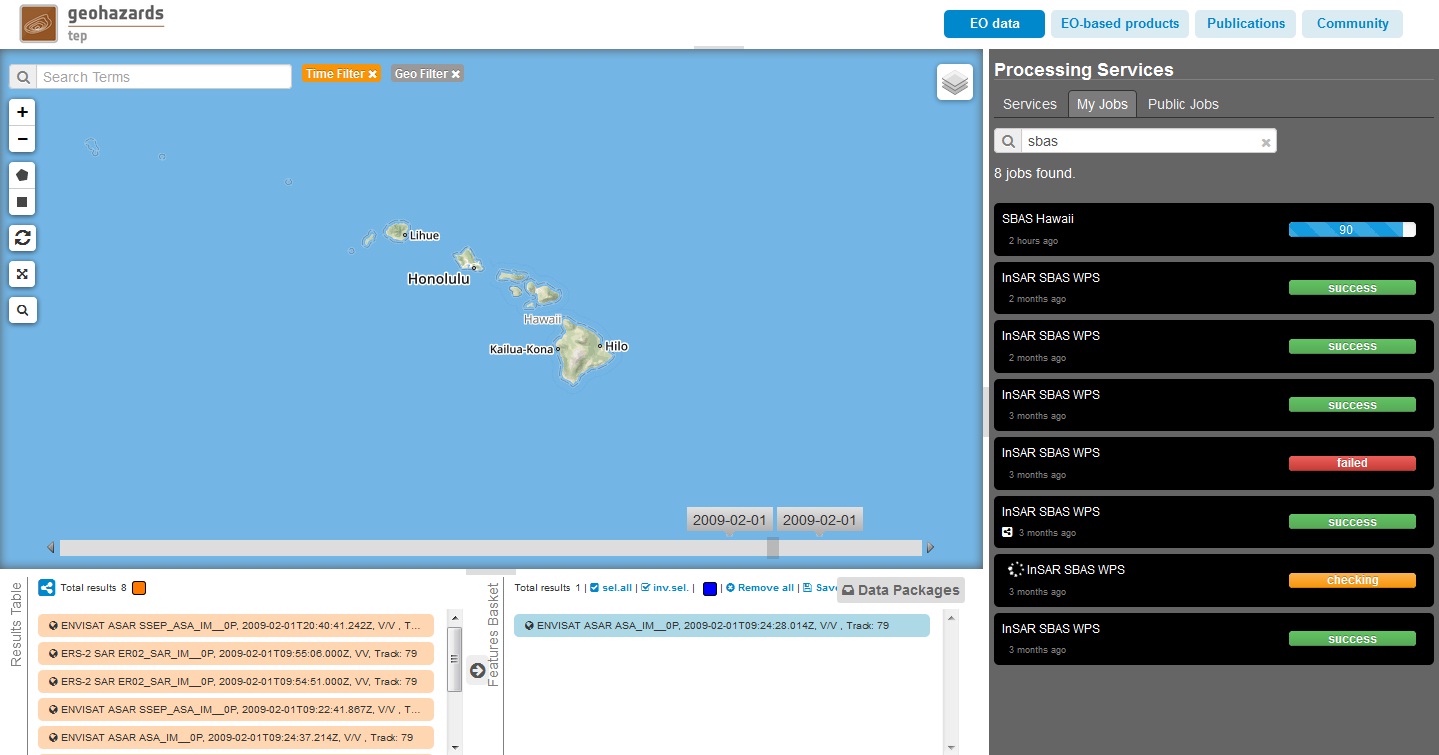 geohazards
tep
EO data
EO-based products
Publications
Community
Search Terms
Time Filter ✖
Geo Filter ✖
+
−
Lihue
Honolulu
Hawaii
Kailua-Kona
Hilo
2009-02-01
2009-02-01
Results Table
Total results 8
ENVISAT ASAR SSEP_ASA_IM__0P, 2009-02-01T20:40:41.242Z, V/V , T...
ERS-2 SAR ER02_SAR_IM__0P, 2009-02-01T09:55:06.000Z, VV, Track: 79
ERS-2 SAR ER02_SAR_IM__0P, 2009-02-01T09:54:51.000Z, VV, Track: 79
ENVISAT ASAR SSEP_ASA_IM__0P, 2009-02-01T09:22:41.867Z, V/V , T...
ENVISAT ASAR ASA_IM__0P, 2009-02-01T09:24:37.214Z, V/V , Track: 79
Features Basket
Total results 1 | sel.all | inv.sel. | Remove all | Save
Data Packages
ENVISAT ASAR ASA_IM__0P, 2009-02-01T09:24:28.014Z, V/V , Track: 79
Processing Services
Services
My Jobs
Public Jobs
sbas
8 jobs found.
SBAS Hawaii
2 hours ago
90
InSAR SBAS WPS
2 months ago
success
InSAR SBAS WPS
2 months ago
success
InSAR SBAS WPS
3 months ago
success
InSAR SBAS WPS
3 months ago
failed
InSAR SBAS WPS
3 months ago
success
InSAR SBAS WPS
3 months ago
checking
InSAR SBAS WPS
3 months ago
success